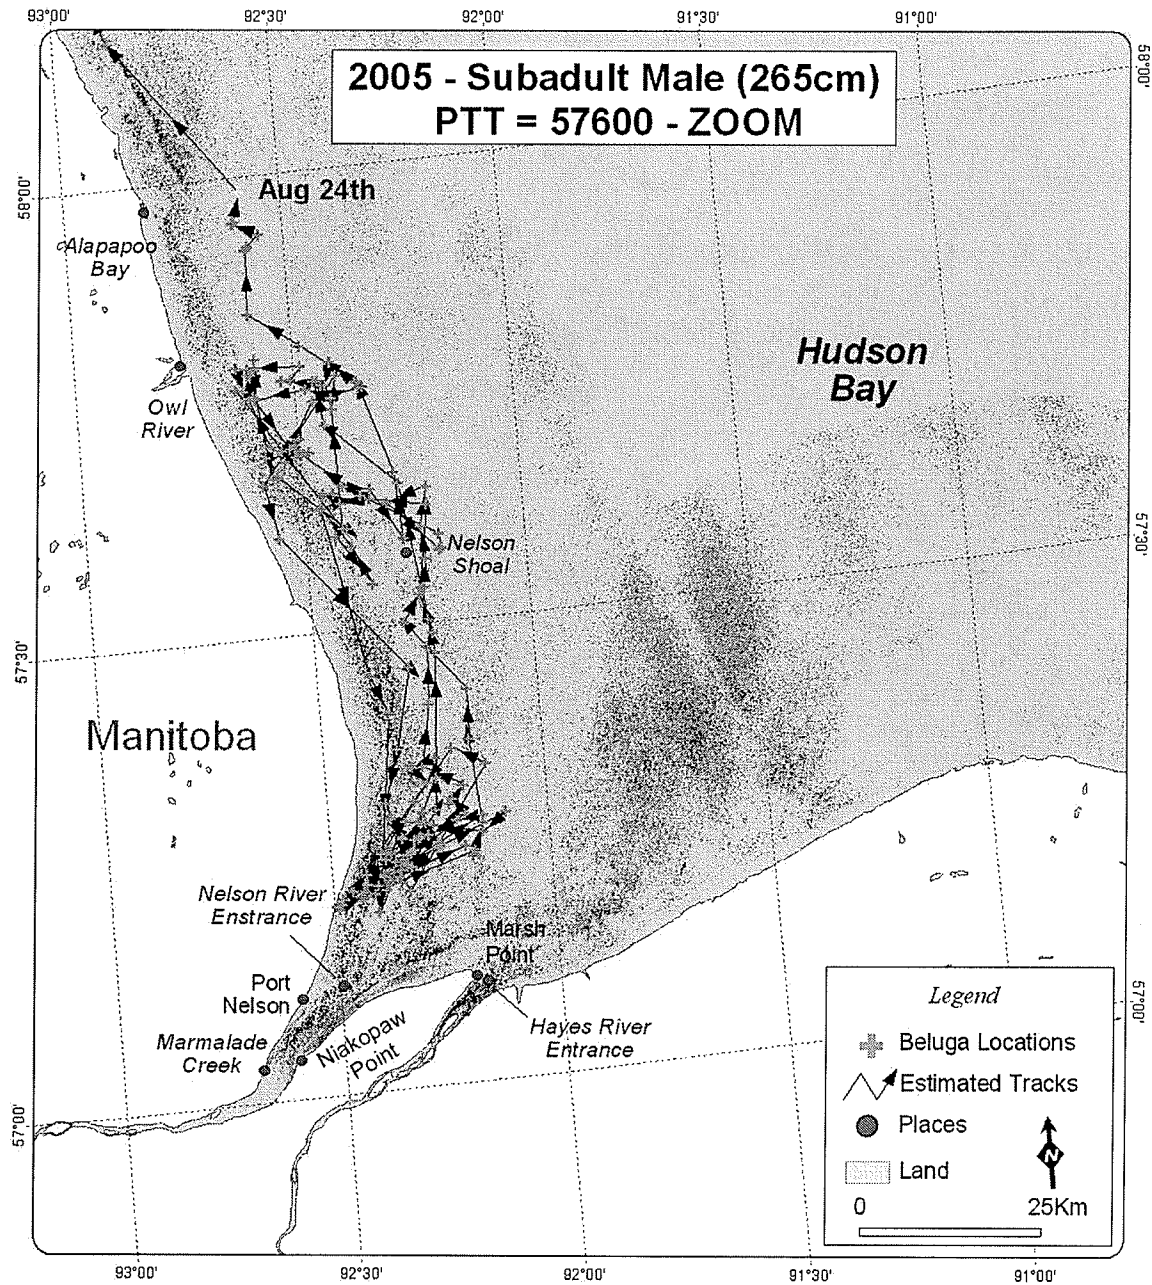 93°00'
92°30'
92°00'
91°30'
91°00'
58°00'
2005 - Subadult Male (265cm)
PTT = 57600 - ZOOM
Aug 24th
58°00'
Alapapoo
Bay
Hudson
Bay
Owl
River
Nelson
Shoal
57°30'
57°30'
Manitoba
Nelson River
Enstrance
Marsh
Point
Port
Nelson
Hayes River
Entrance
Marmalade
Creek
Niakopaw
Point
57°00'
57°00'
Legend
Beluga Locations
Estimated Tracks
Places
Land
N
0
25Km
93°00'
92°30'
92°00'
91°30'
91°00'